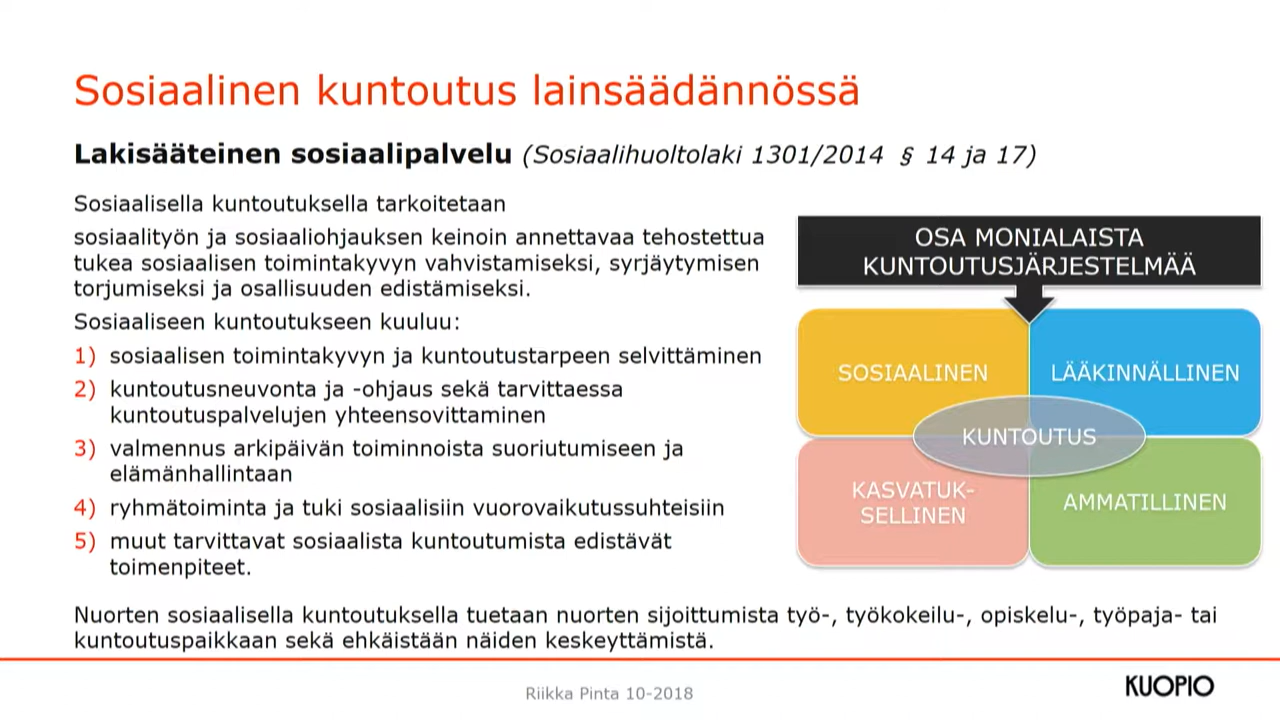 Sosiaalinen kuntoutus lainsäädännössä
Lakisääteinen sosiaalipalvelu (Sosiaalihuoltolaki 1301/2014 § 14 ja 17)
Sosiaalisella kuntoutuksella tarkoitetaan
sosiaalityön ja sosiaaliohjauksen keinoin annettavaa tehostettua
tukea sosiaalisen toimintakyvyn vahvistamiseksi, syrjäytymisen
torjumiseksi ja osallisuuden edistämiseksi.
Sosiaaliseen kuntoutukseen kuuluu:
1) sosiaalisen toimintakyvyn ja kuntoutustarpeen selvittäminen
2) kuntoutusneuvonta ja -ohjaus sekä tarvittaessa
kuntoutuspalvelujen yhteensovittaminen
3) valmennus arkipäivän toiminnoista suoriutumiseen ja
elämänhallintaan
4) ryhmätoiminta ja tuki sosiaalisiin vuorovaikutussuhteisiin
5) muut tarvittavat sosiaalista kuntoutumista edistävät
toimenpiteet.
OSA MONIALAISTA
KUNTOUTUSJÄRJESTELMÄÄ
SOSIAALINEN
LÄÄKINNÄLLINEN
KUNTOUTUS
KASVATUK-
SELLINEN
AMMATILLINEN
Nuorten sosiaalisella kuntoutuksella tuetaan nuorten sijoittumista työ-, työkokeilu-, opiskelu-, työpaja- tai
kuntoutuspaikkaan sekä ehkäistään näiden keskeyttämistä.
Riikka Pinta 10-2018
KUOPIO